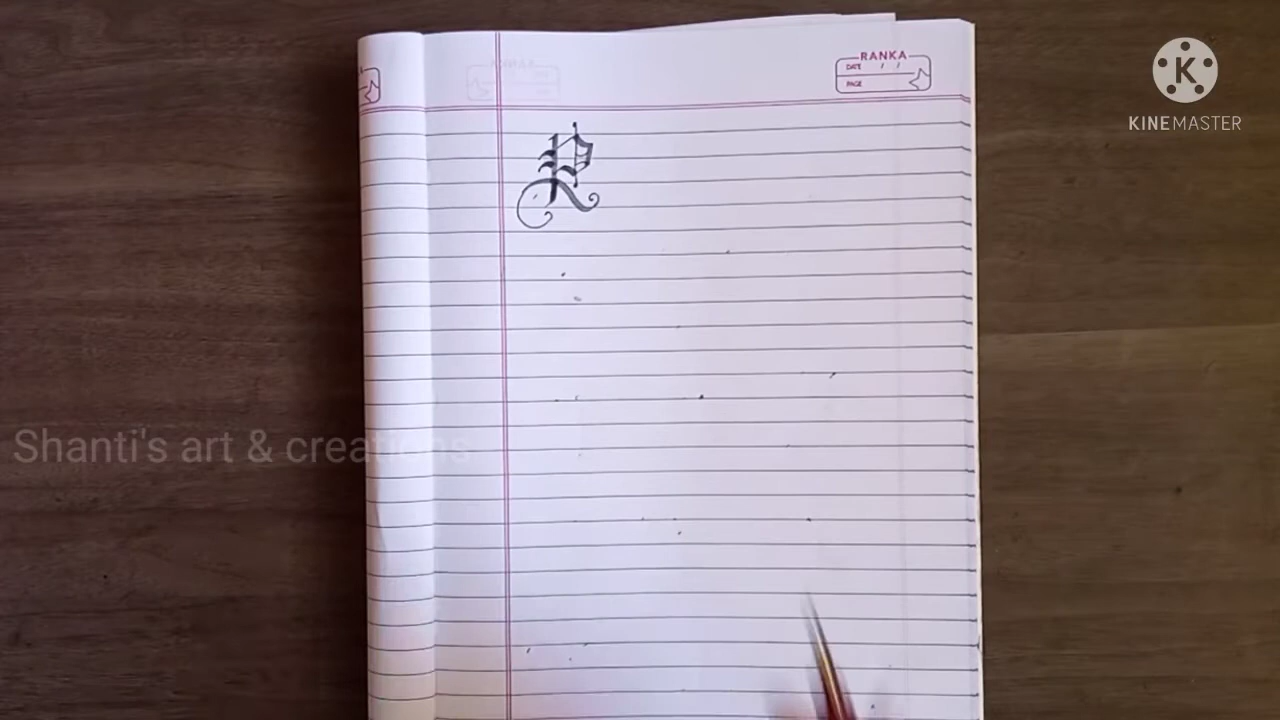 RANKA
DATE / /
PAGE
KINEMASTER
R
Shanti's art & creations